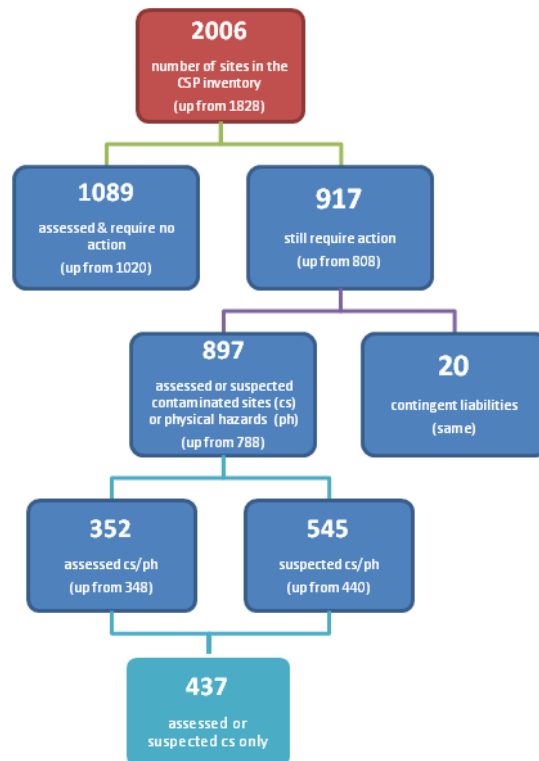 2006
number of sites in the
CSP inventory
(up from 1828)
1089
assessed & require no
action
(up from 1020)
917
still require action
(up from 808)
897
assessed or suspected
contaminated sites (cs)
or physical hazards (ph)
(up from 788)
20
contingent liabilities
(same)
352
assessed cs/ph
(up from 348)
545
suspected cs/ph
(up from 440)
437
assessed or
suspected cs only